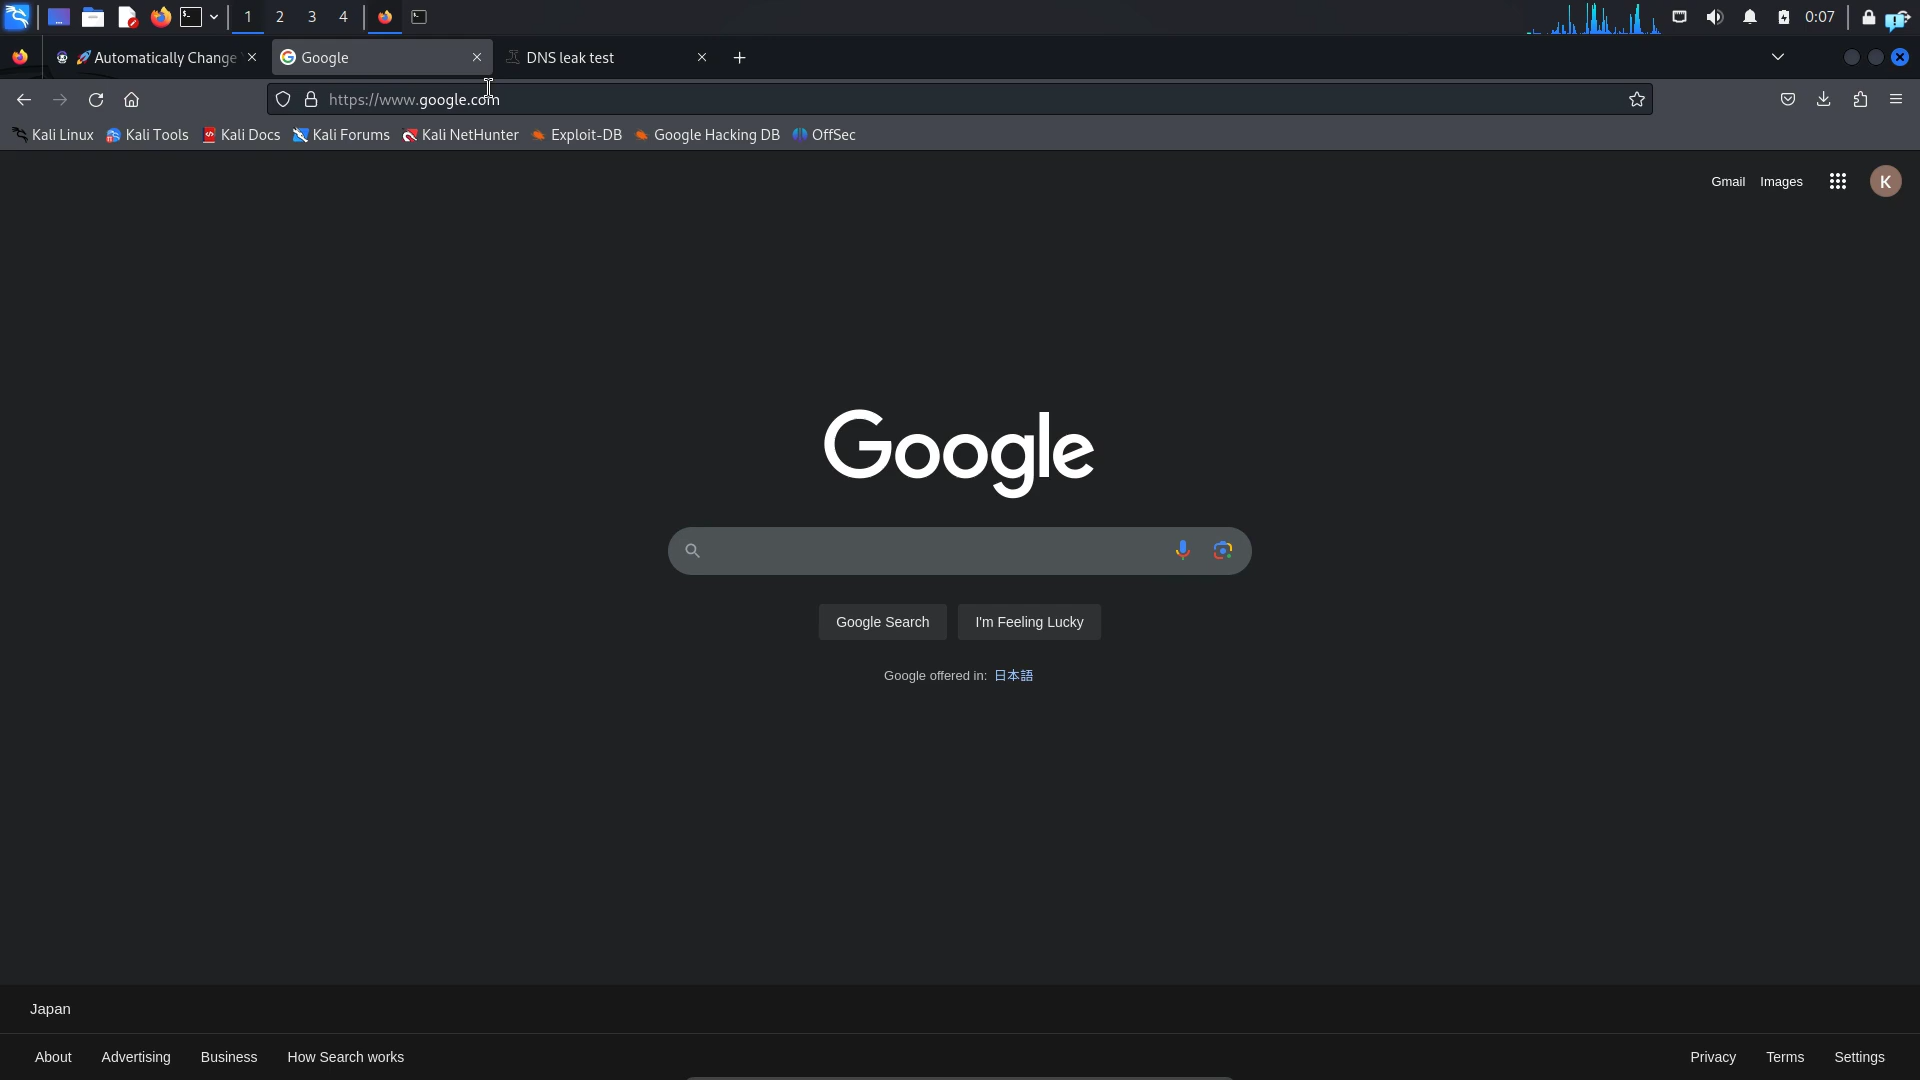 1 2 3 4 0:07
🚀 Automatically Change Google DNS leak test
https://www.google.com
Kali Linux Kali Tools Kali Docs Kali Forums Kali NetHunter Exploit-DB Google Hacking DB OffSec
Gmail Images K
Google
Google Search I'm Feeling Lucky
Google offered in: 日本語
Japan
About Advertising Business How Search works Privacy Terms Settings